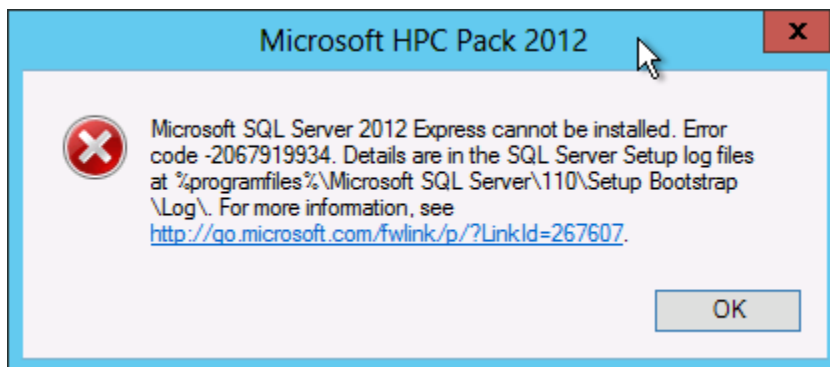 Microsoft HPC Pack 2012
x
Microsoft SQL Server 2012 Express cannot be installed. Error
code -2067919934. Details are in the SQL Server Setup log files
at %programfiles%\Microsoft SQL Server\110\Setup Bootstrap
\Log\. For more information, see
http://go.microsoft.com/fwlink/p/?LinkId=267607.
OK